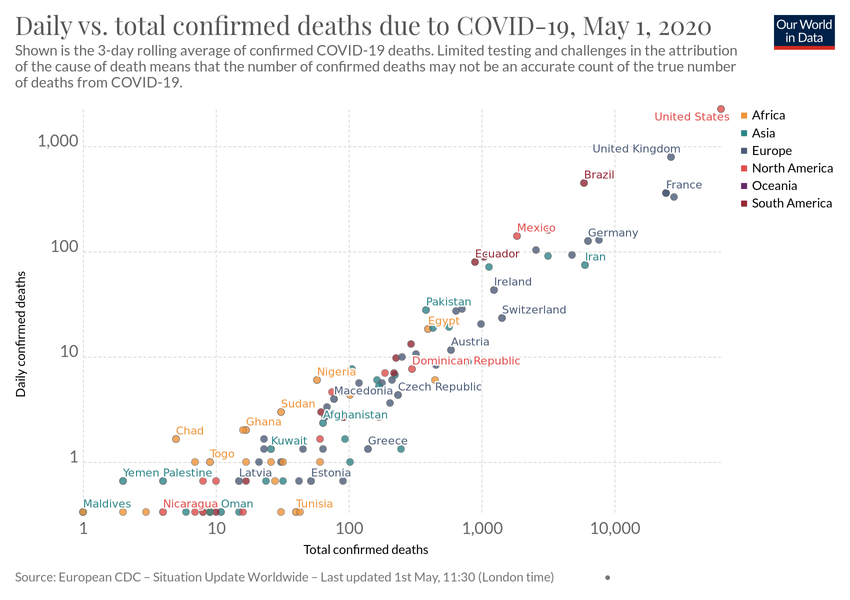 Daily vs. total confirmed deaths due to COVID-19, May 1, 2020
Our World
in Data
Shown is the 3-day rolling average of confirmed COVID-19 deaths. Limited testing and challenges in the attribution
of the cause of death means that the number of confirmed deaths may not be an accurate count of the true number
of deaths from COVID-19.
United States
Africa
Asia
Europe
North America
Oceania
South America
1,000
United Kingdom
Brazil
France
Mexico
Germany
100
Ecuador
Iran
Ireland
Pakistan
Switzerland
Egypt
Austria
10
Dominican Republic
Nigeria
Macedonia
Czech Republic
Sudan
Afghanistan
Ghana
Chad
Kuwait
Greece
Togo
1
Yemen
Palestine
Latvia
Estonia
Maldives
Nicaragua
Oman
Tunisia
Daily confirmed deaths
1
10
100
1,000
10,000
Total confirmed deaths
Source: European CDC – Situation Update Worldwide – Last updated 1st May, 11:30 (London time)